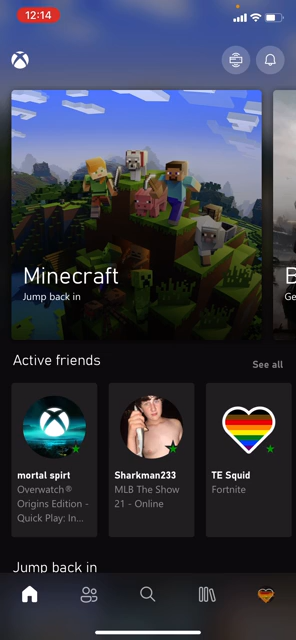 12:14
Minecraft
Jump back in
B
Ge
Active friends
See all
mortal spirt
Overwatch®
Origins Edition -
Quick Play: In...
Sharkman233
MLB The Show
21 - Online
TE Squid
Fortnite
Jump back in